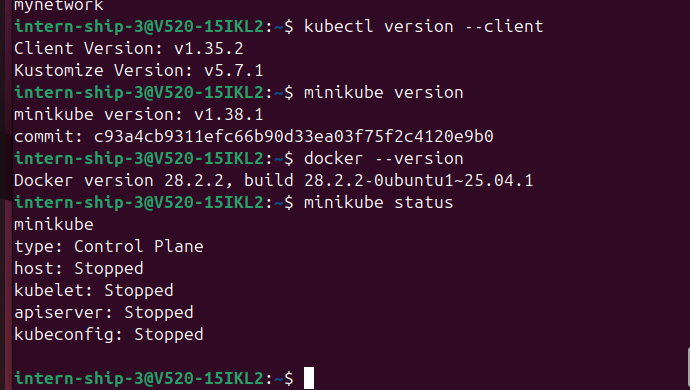 mynetwork
intern-ship-3@V520-15IKL2:~$ kubectl version --client
Client Version: v1.35.2
Kustomize Version: v5.7.1
intern-ship-3@V520-15IKL2:~$ minikube version
minikube version: v1.38.1
commit: c93a4cb9311efc66b90d33ea03f75f2c4120e9b0
intern-ship-3@V520-15IKL2:~$ docker --version
Docker version 28.2.2, build 28.2.2-0ubuntu1~25.04.1
intern-ship-3@V520-15IKL2:~$ minikube status
minikube
type: Control Plane
host: Stopped
kubelet: Stopped
apiserver: Stopped
kubeconfig: Stopped
intern-ship-3@V520-15IKL2:~$